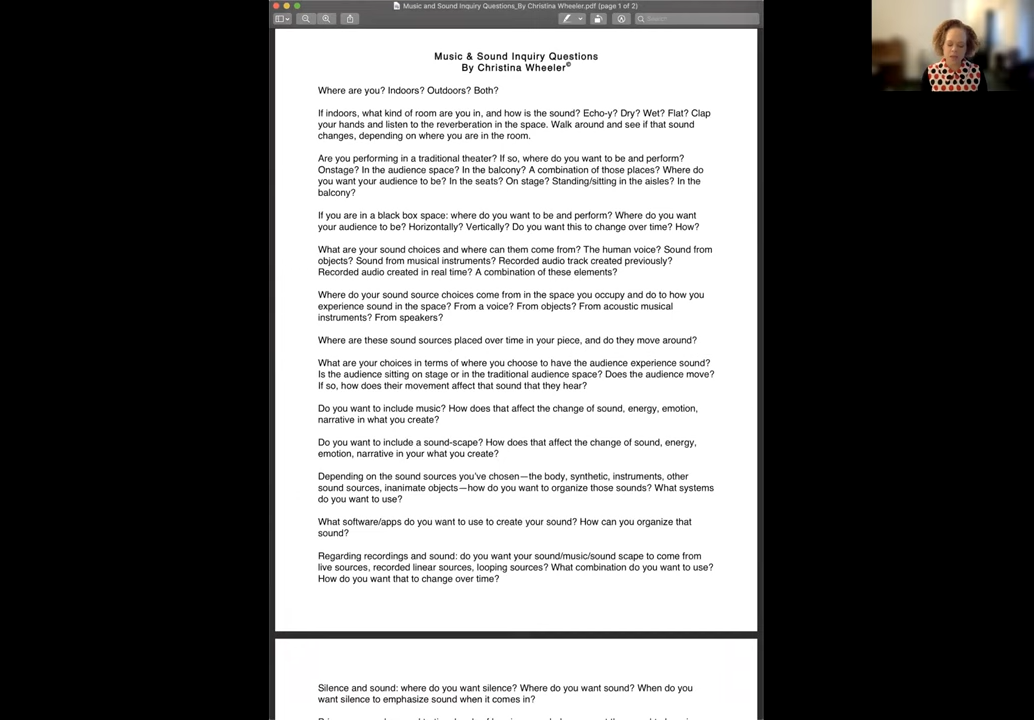 Music and Sound Inquiry Questions_By Christina Wheeler.pdf (page 1 of 2)
Search
Music & Sound Inquiry Questions
By Christina Wheeler©
Where are you? Indoors? Outdoors? Both?
If indoors, what kind of room are you in, and how is the sound? Echo-y? Dry? Wet? Flat? Clap
your hands and listen to the reverberation in the space. Walk around and see if that sound
changes, depending on where you are in the room.
Are you performing in a traditional theater? If so, where do you want to be and perform?
Onstage? In the audience space? In the balcony? A combination of those places? Where do
you want your audience to be? In the seats? On stage? Standing/sitting in the aisles? In the
balcony?
If you are in a black box space: where do you want to be and perform? Where do you want
your audience to be? Horizontally? Vertically? Do you want this to change over time? How?
What are your sound choices and where can them come from? The human voice? Sound from
objects? Sound from musical instruments? Recorded audio track created previously?
Recorded audio created in real time? A combination of these elements?
Where do your sound source choices come from in the space you occupy and do to how you
experience sound in the space? From a voice? From objects? From acoustic musical
instruments? From speakers?
Where are these sound sources placed over time in your piece, and do they move around?
What are your choices in terms of where you choose to have the audience experience sound?
Is the audience sitting on stage or in the traditional audience space? Does the audience move?
If so, how does their movement affect that sound that they hear?
Do you want to include music? How does that affect the change of sound, energy, emotion,
narrative in what you create?
Do you want to include a sound-scape? How does that affect the change of sound, energy,
emotion, narrative in your what you create?
Depending on the sound sources you've chosen—the body, synthetic, instruments, other
sound sources, inanimate objects—how do you want to organize those sounds? What systems
do you want to use?
What software/apps do you want to use to create your sound? How can you organize that
sound?
Regarding recordings and sound: do you want your sound/music/sound scape to come from
live sources, recorded linear sources, looping sources? What combination do you want to use?
How do you want that to change over time?
Silence and sound: where do you want silence? Where do you want sound? When do you
want silence to emphasize sound when it comes in?